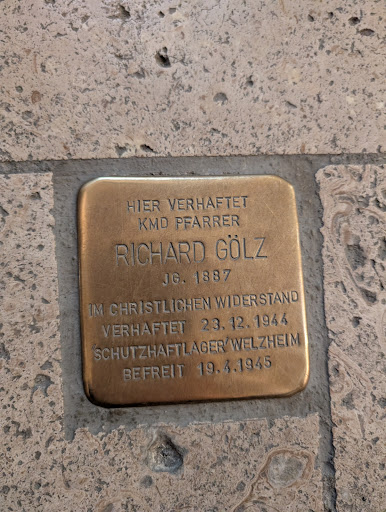 HIER VERHAFTET
KMD PFARRER
RICHARD GÖLZ
JG. 1887
IM CHRISTLICHEN WIDERSTAND
VERHAFTET 23.12.1944
'SCHUTZHAFTLAGER' WELZHEIM
BEFREIT 19.4.1945